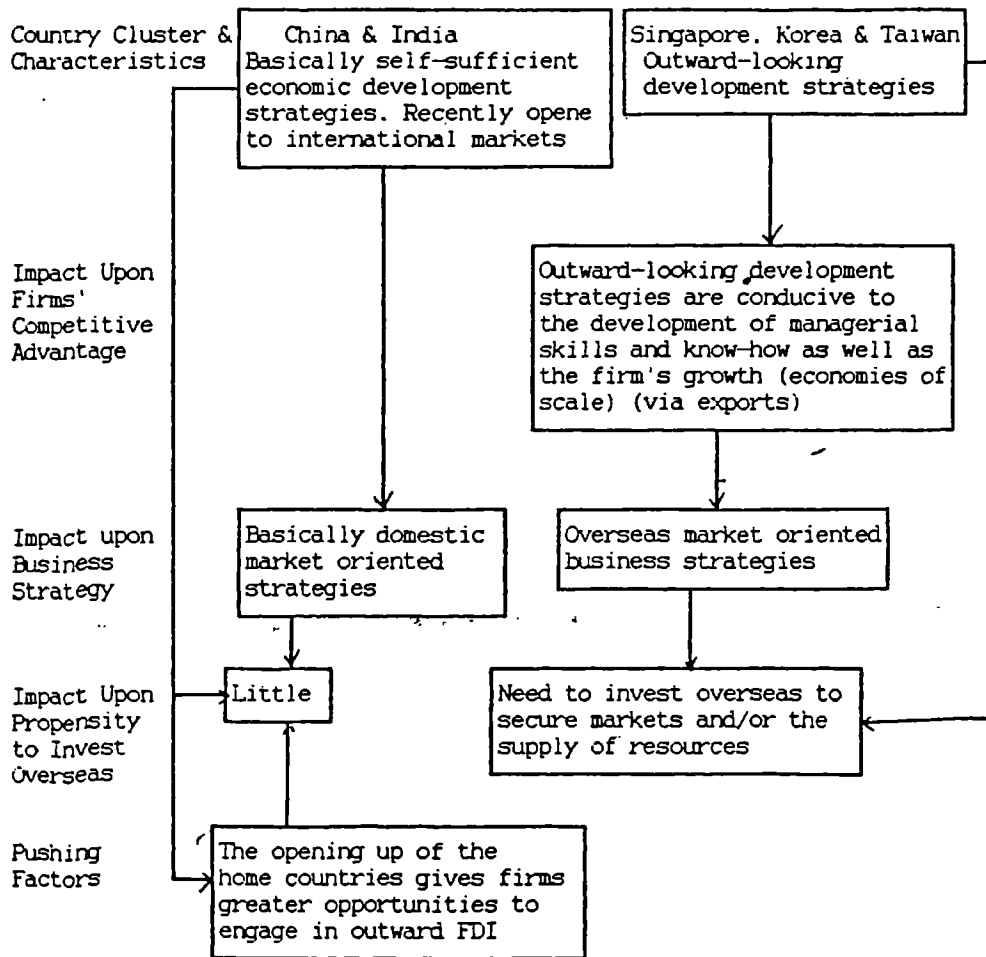 Country Cluster &
Characteristics
China & India
Basically self-sufficient
economic development
strategies. Recently opene
to international markets
Singapore, Korea & Taiwan
Outward-looking
development strategies
Impact Upon
Firms'
Competitive
Advantage
Outward-looking development
strategies are conducive to
the development of managerial
skills and know-how as well as
the firm's growth (economies of
scale) (via exports)
Impact upon
Business
Strategy
Basically domestic
market oriented
strategies
Overseas market oriented
business strategies
Impact Upon
Propensity
to Invest
Overseas
Little
Need to invest overseas to
secure markets and/or the
supply of resources
Pushing
Factors
The opening up of the
home countries gives firms
greater opportunities to
engage in outward FDI